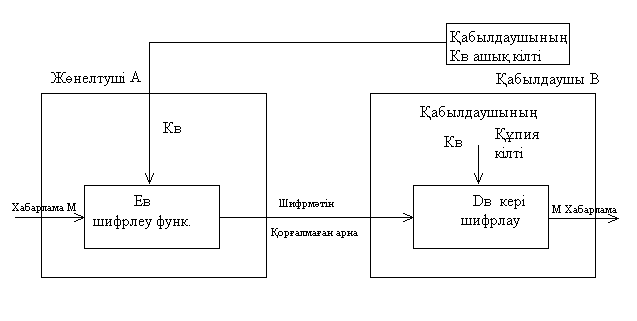 Қабылдаушының
Кв ашық кілті
Жөнелтуші А
Қабылдаушы В
Қабылдаушының
Кв
Құпия
кілті
Кв
Хабарлама М
Ев
шифрлеу функ.
Шифрмәтін
Қорғалмаған арна
Dв кері
шифрлау
М Хабарлама